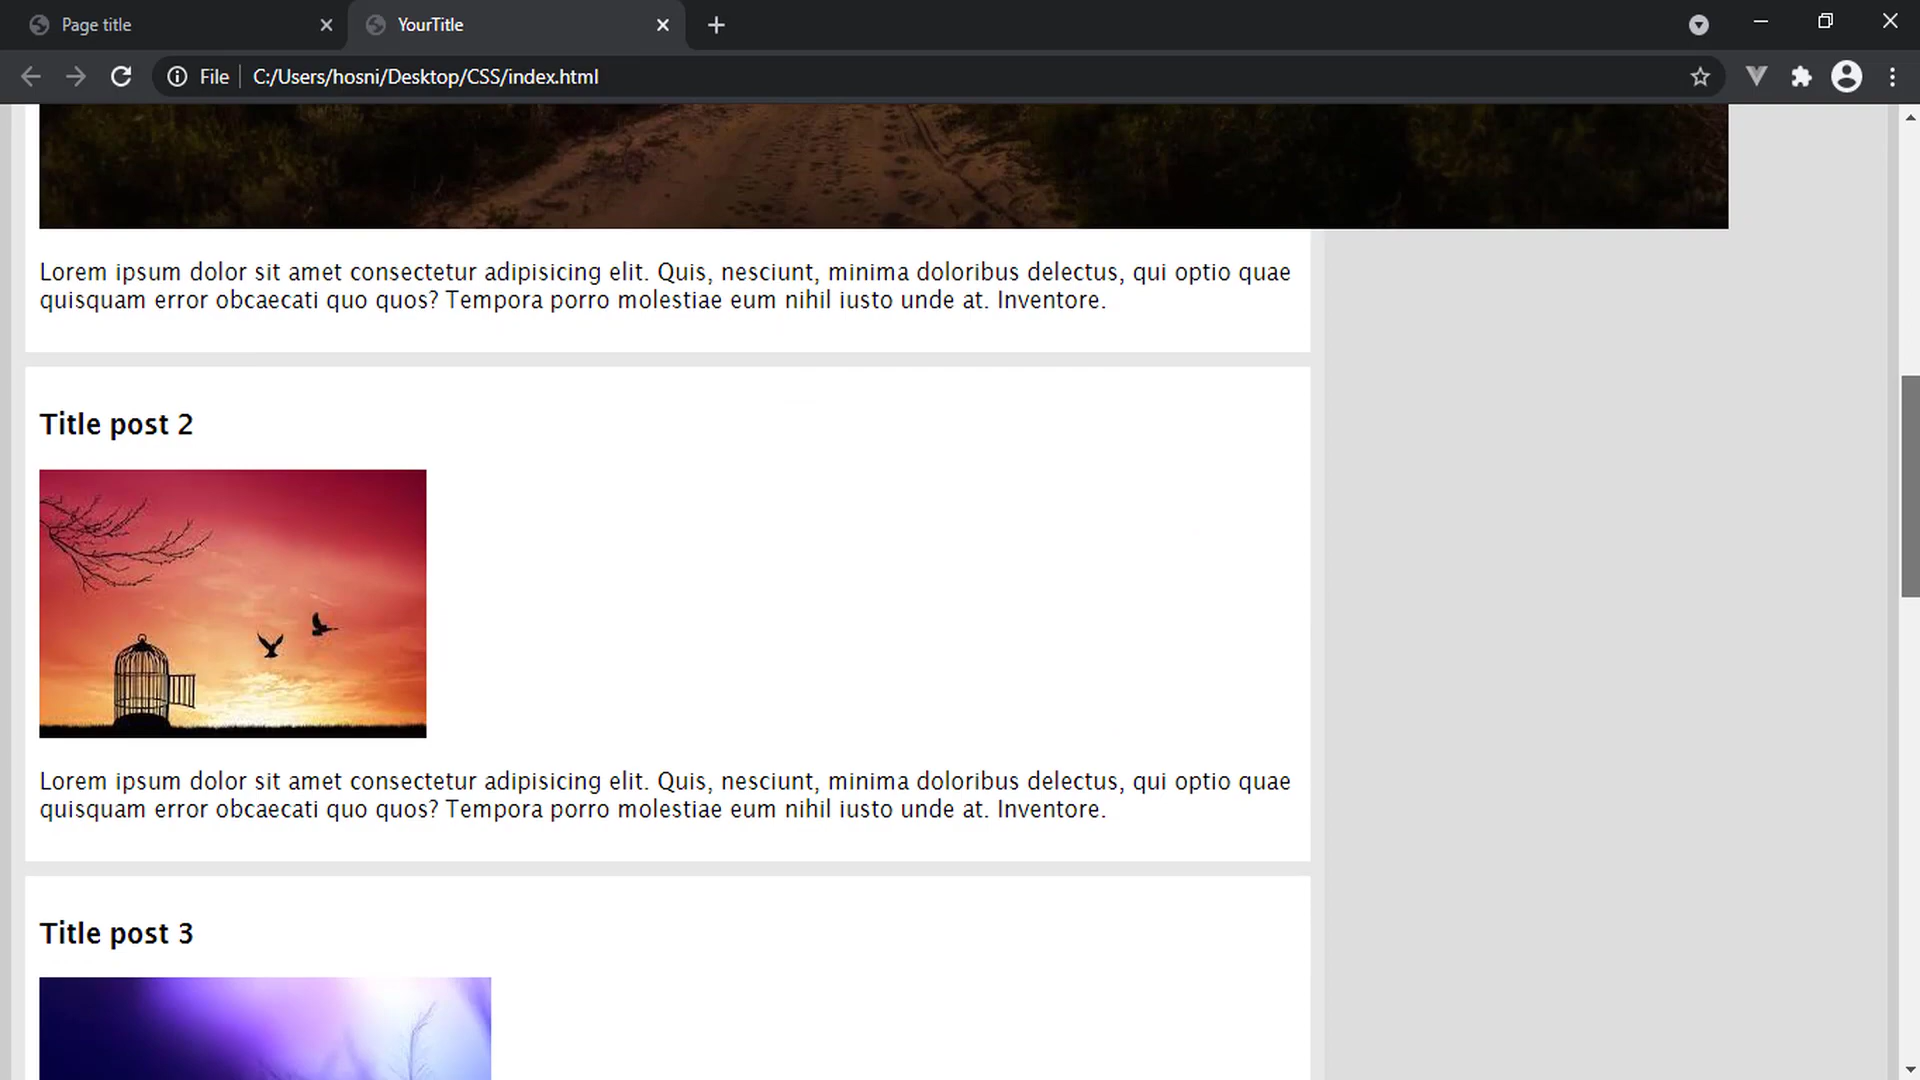 Page title
YourTitle
File
C:/Users/hosni/Desktop/CSS/index.html
Lorem ipsum dolor sit amet consectetur adipisicing elit. Quis, nesciunt, minima doloribus delectus, qui optio quae
quisquam error obcaecati quo quos? Tempora porro molestiae eum nihil iusto unde at. Inventore.
Title post 2
Lorem ipsum dolor sit amet consectetur adipisicing elit. Quis, nesciunt, minima doloribus delectus, qui optio quae
quisquam error obcaecati quo quos? Tempora porro molestiae eum nihil iusto unde at. Inventore.
Title post 3